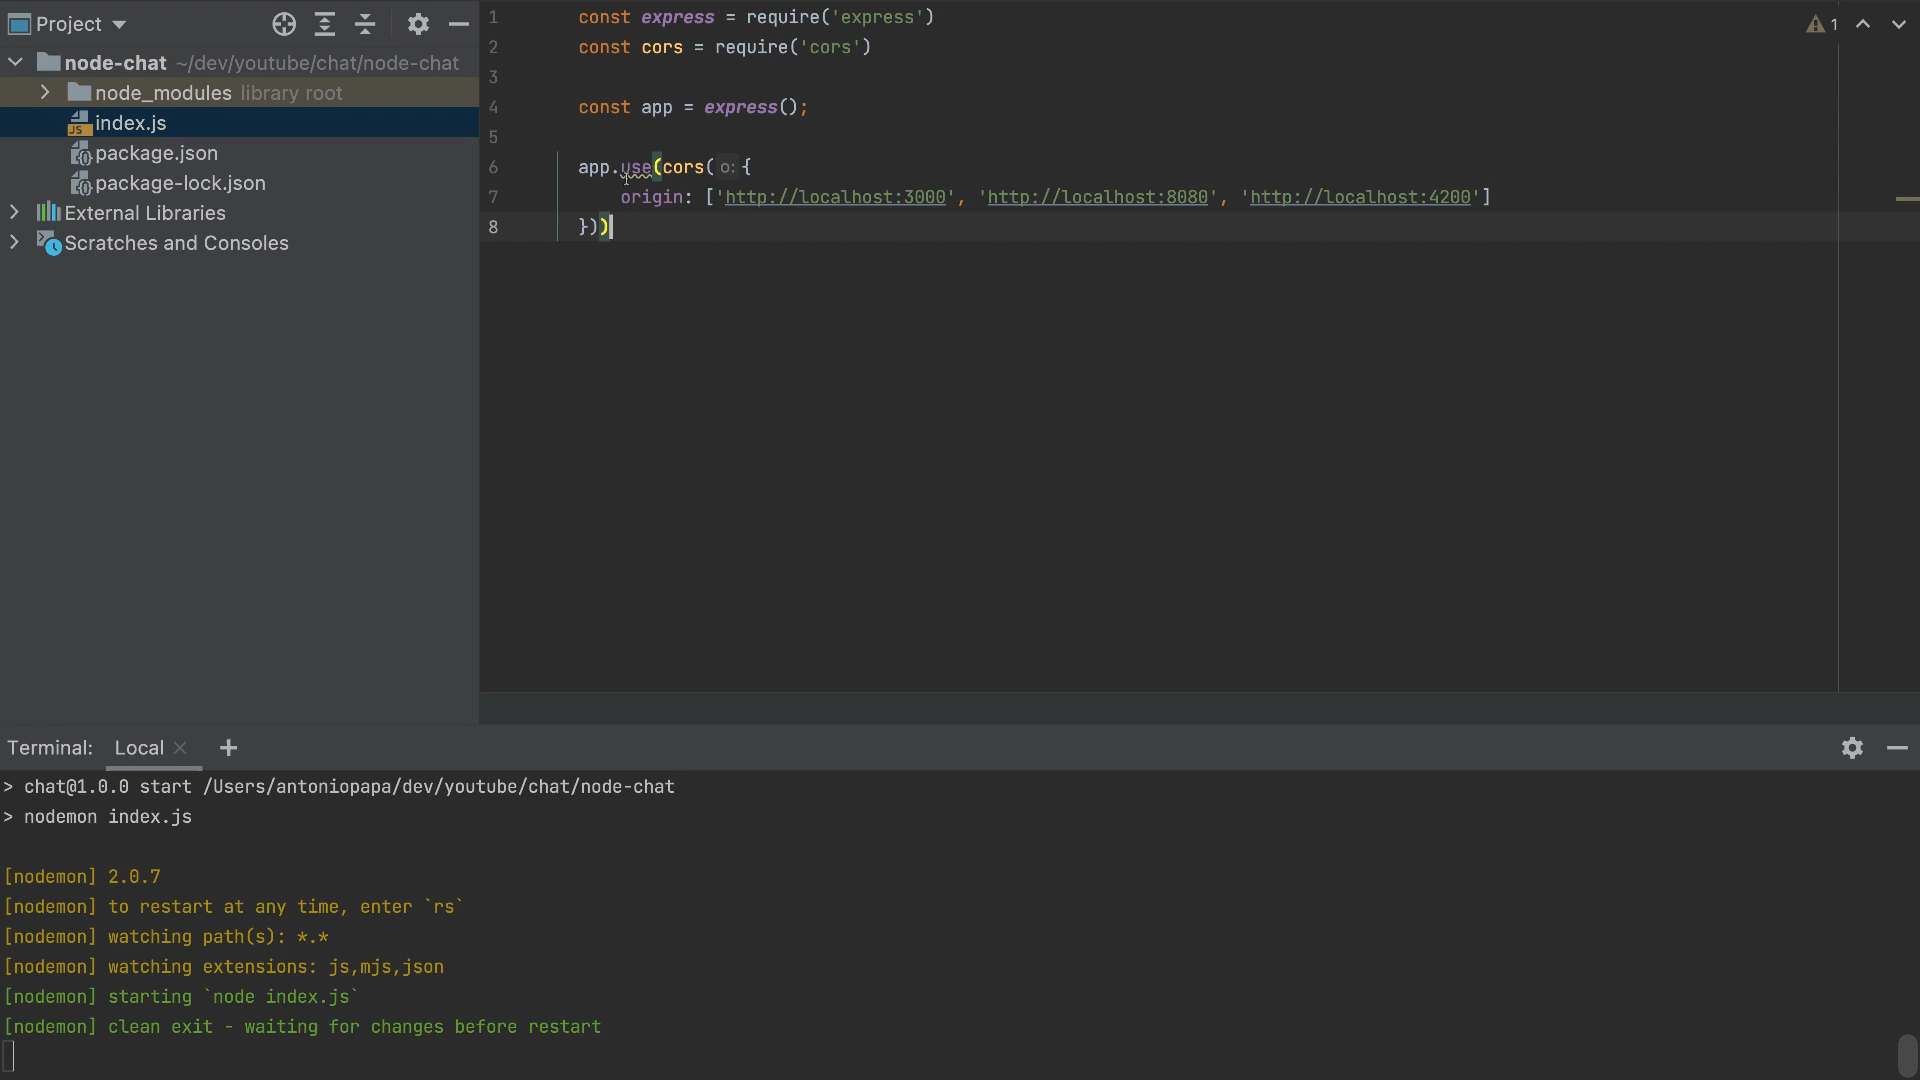 Project
node-chat ~/dev/youtube/chat/node-chat
node_modules library root
index.js
package.json
package-lock.json
External Libraries
Scratches and Consoles
1 const express = require('express')
2 const cors = require('cors')
3
4 const app = express();
5
6 app.use(cors( o: {
7 origin: ['http://localhost:3000', 'http://localhost:8080', 'http://localhost:4200']
8 }))
1
Terminal: Local
> chat@1.0.0 start /Users/antoniopapa/dev/youtube/chat/node-chat
> nodemon index.js
[nodemon] 2.0.7
[nodemon] to restart at any time, enter `rs`
[nodemon] watching path(s): *.*
[nodemon] watching extensions: js,mjs,json
[nodemon] starting `node index.js`
[nodemon] clean exit - waiting for changes before restart